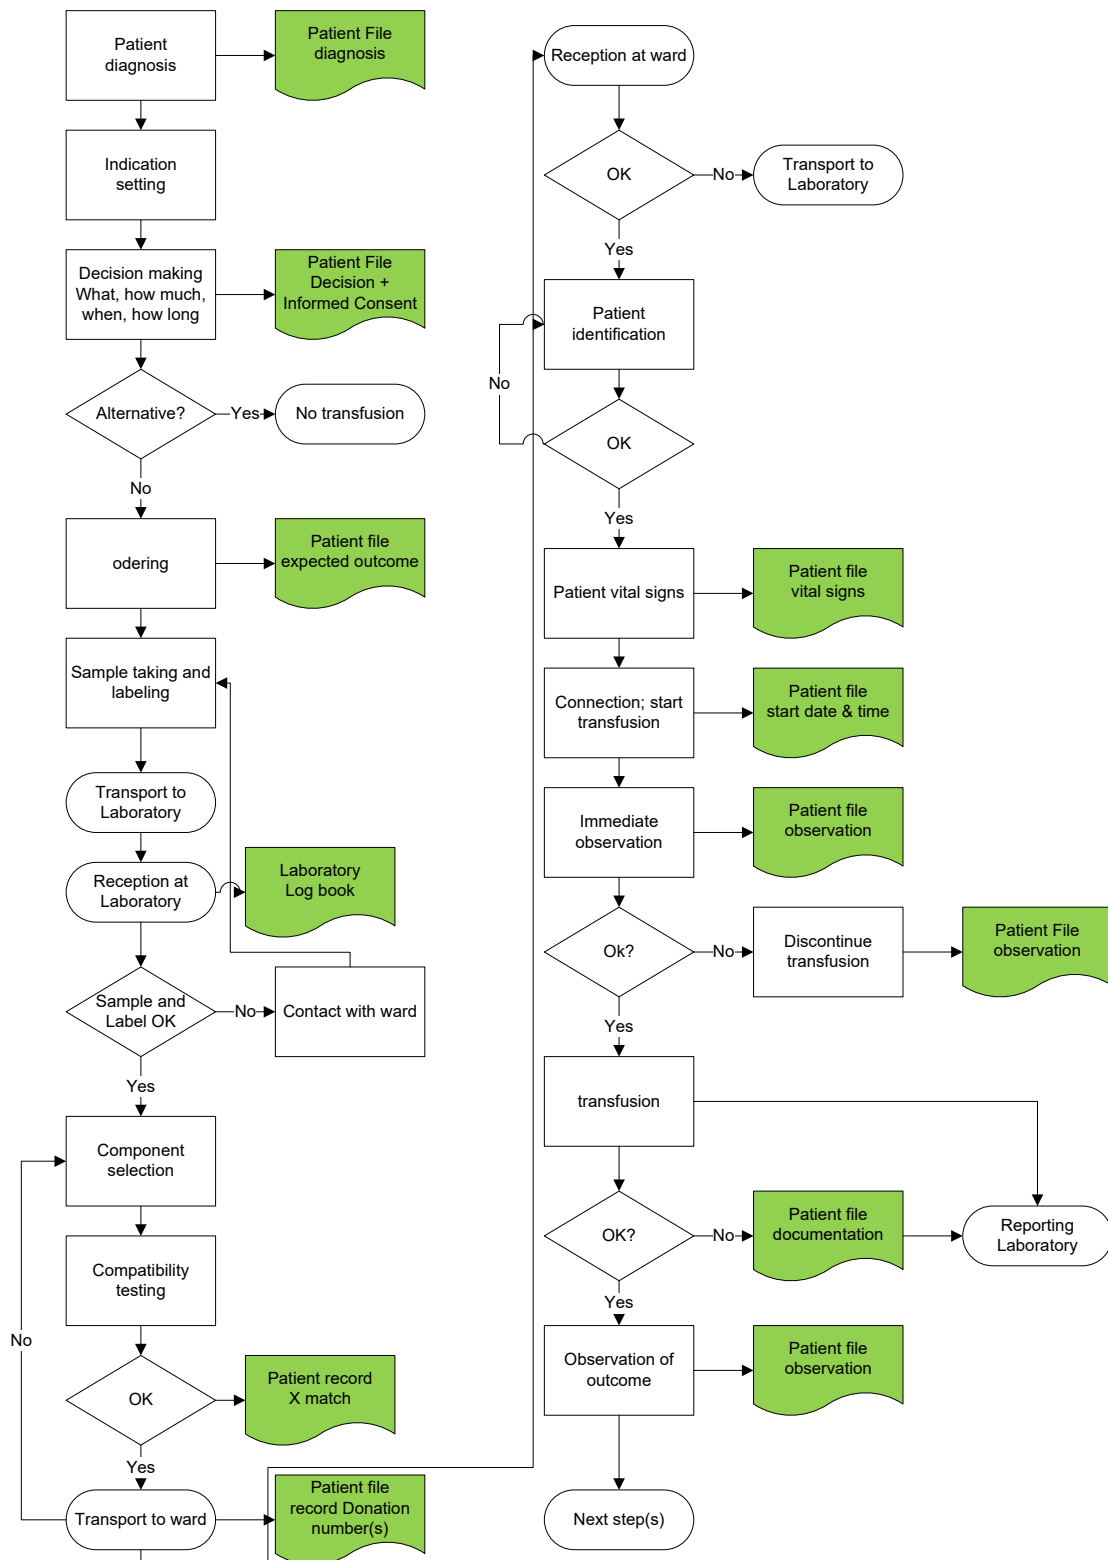 Patient
diagnosis
Patient File
diagnosis
Indication
setting
Decision making
What, how much,
when, how long
Patient File
Decision +
Informed Consent
Alternative?
Yes
No transfusion
No
odering
Patient file
expected outcome
Sample taking and
labeling
Transport to
Laboratory
Reception at
Laboratory
Laboratory
Log book
Sample and
Label OK
No
Contact with ward
Yes
Component
selection
Compatibility
testing
No
OK
Patient record
X match
Yes
Transport to ward
Patient file
record Donation
number(s)
Reception at ward
OK
No
Transport to
Laboratory
Yes
Patient
identification
No
OK
Yes
Patient vital signs
Patient file
vital signs
Connection; start
transfusion
Patient file
start date & time
Immediate
observation
Patient file
observation
Ok?
No
Discontinue
transfusion
Patient File
observation
Yes
transfusion
OK?
No
Patient file
documentation
Reporting
Laboratory
Yes
Observation of
outcome
Patient file
observation
Next step(s)